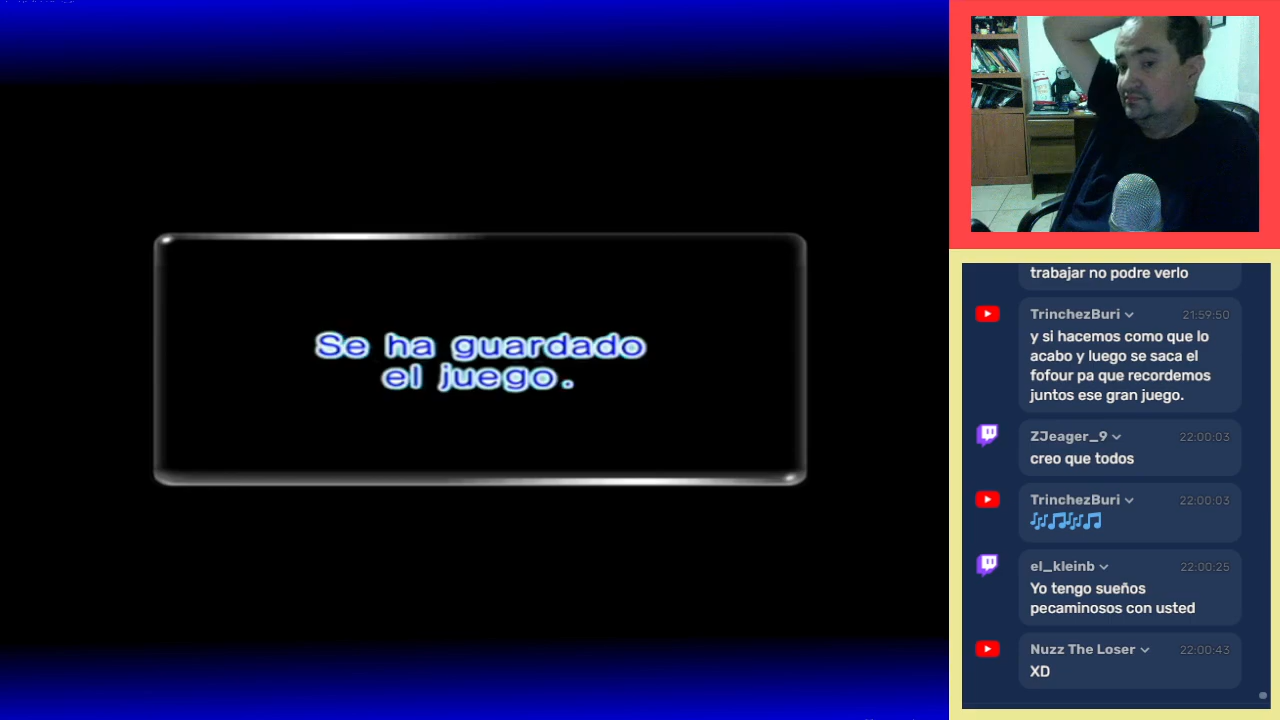 Se ha guardado
el juego.
trabajar no podre verlo
TrinchezBuri 21:59:50
y si hacemos como que lo
acabo y luego se saca el
fofour pa que recordemos
juntos ese gran juego.
ZJeager_9 22:00:03
creo que todos
TrinchezBuri 22:00:03
🎶🎵🎶🎵
el_kleinb 22:00:25
Yo tengo sueños
pecaminosos con usted
Nuzz The Loser 22:00:43
XD